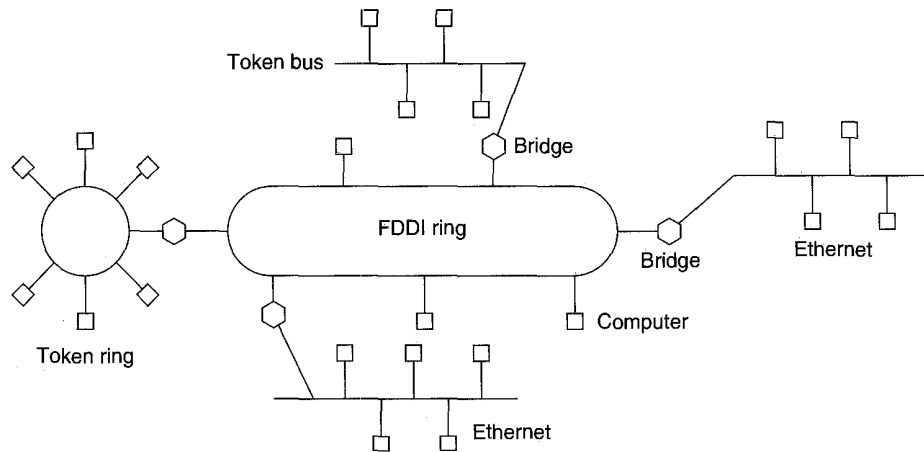 Token bus
Bridge
FDDI ring
Ethernet
Bridge
Computer
Token ring
Ethernet